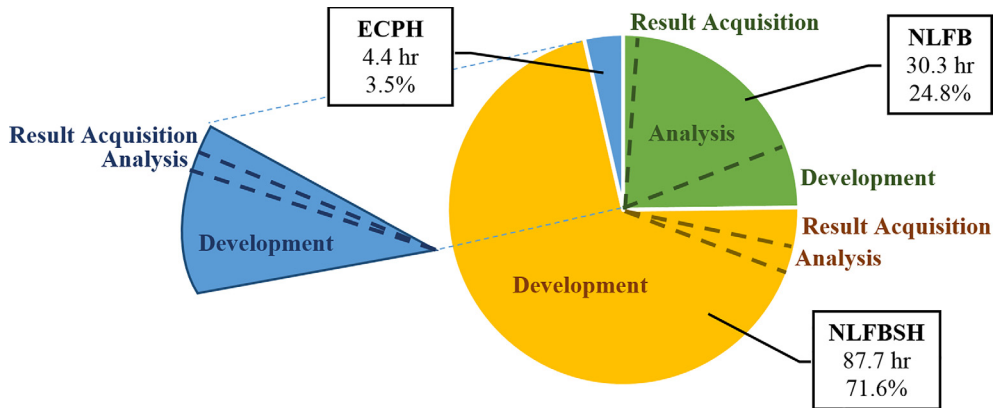 ECPH
4.4 hr
3.5%
Result Acquisition
NLFB
30.3 hr
24.8%
Analysis
Result Acquisition
Analysis
Development
Development
Result Acquisition
Analysis
Development
NLFBSH
87.7 hr
71.6%